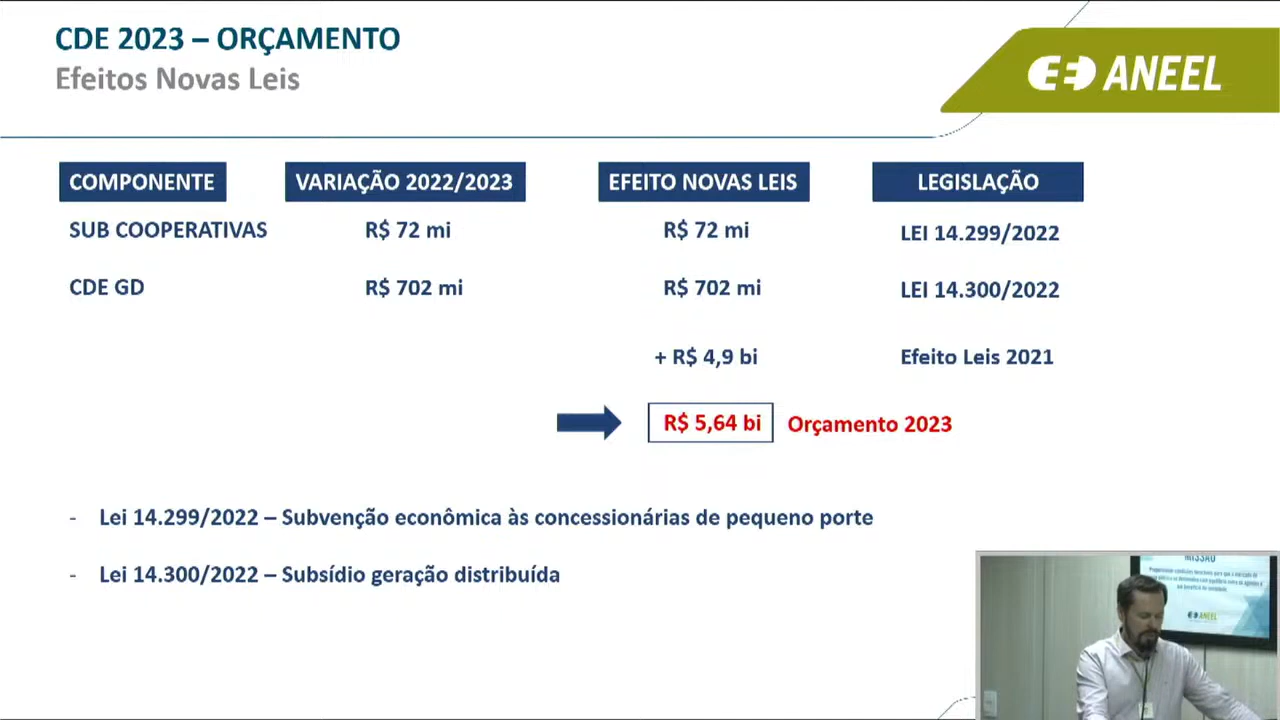 CDE 2023 – ORÇAMENTO
Efeitos Novas Leis
ANEEL
COMPONENTE VARIAÇÃO 2022/2023 EFEITO NOVAS LEIS LEGISLAÇÃO
SUB COOPERATIVAS R$ 72 mi R$ 72 mi LEI 14.299/2022
CDE GD R$ 702 mi R$ 702 mi LEI 14.300/2022
+ R$ 4,9 bi Efeito Leis 2021
R$ 5,64 bi Orçamento 2023
- Lei 14.299/2022 – Subvenção econômica às concessionárias de pequeno porte
- Lei 14.300/2022 – Subsídio geração distribuída
MISSÃO
ANEEL